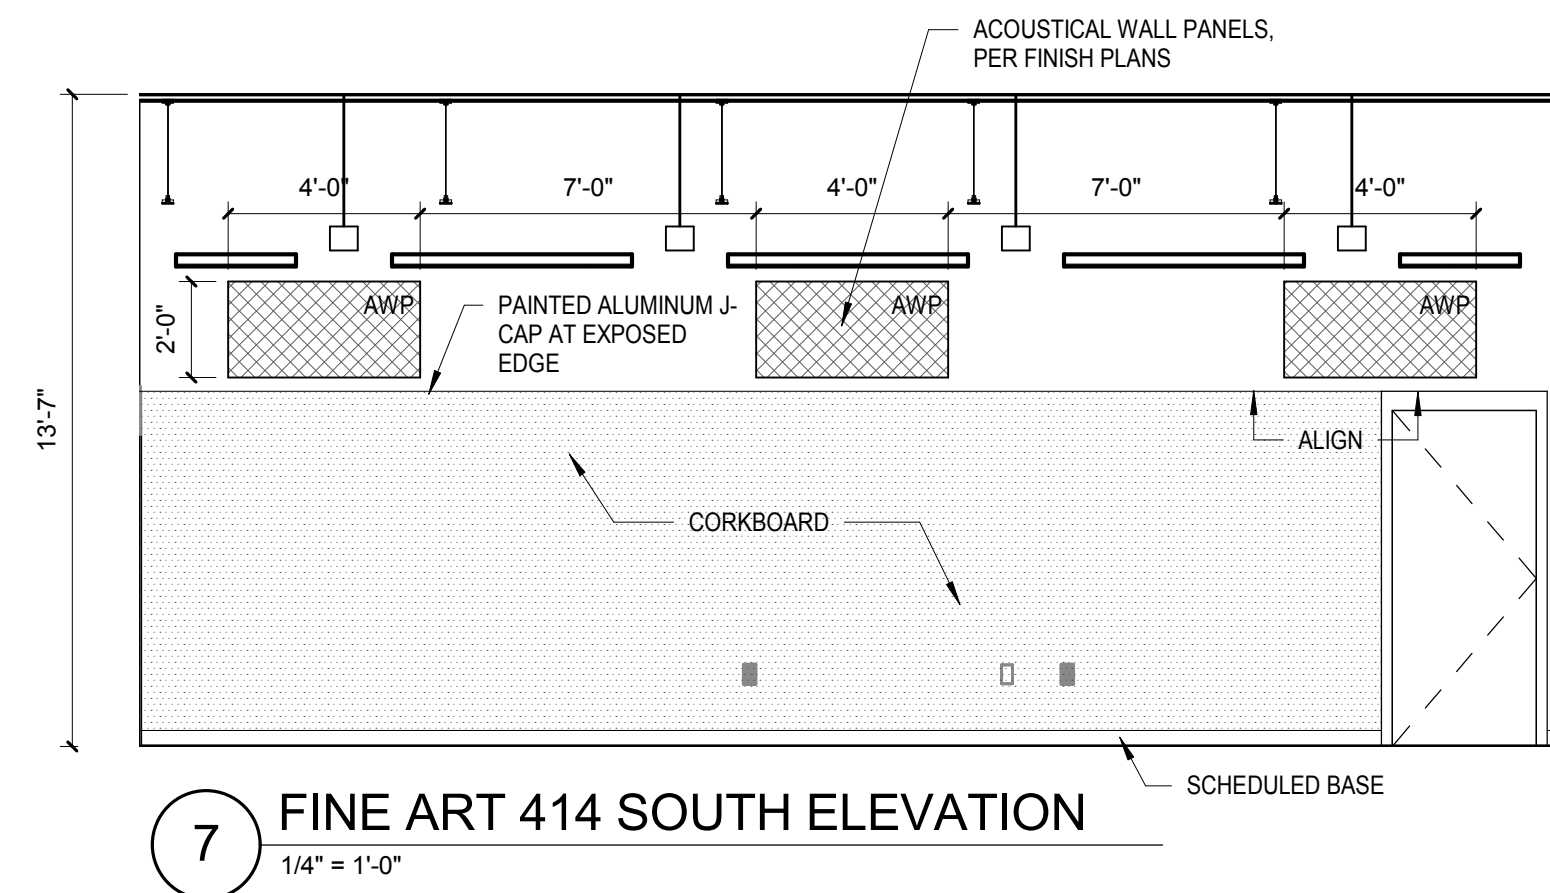 ACOUSTICAL WALL PANELS,
PER FINISH PLANS
4'-0"
7'-0"
4'-0"
7'-0"
4'-0"
AWP
AWP
AWP
2'-0"
PAINTED ALUMINUM J-
CAP AT EXPOSED
EDGE
13'-7"
ALIGN
CORKBOARD
SCHEDULED BASE
7
FINE ART 414 SOUTH ELEVATION
1/4" = 1'-0"